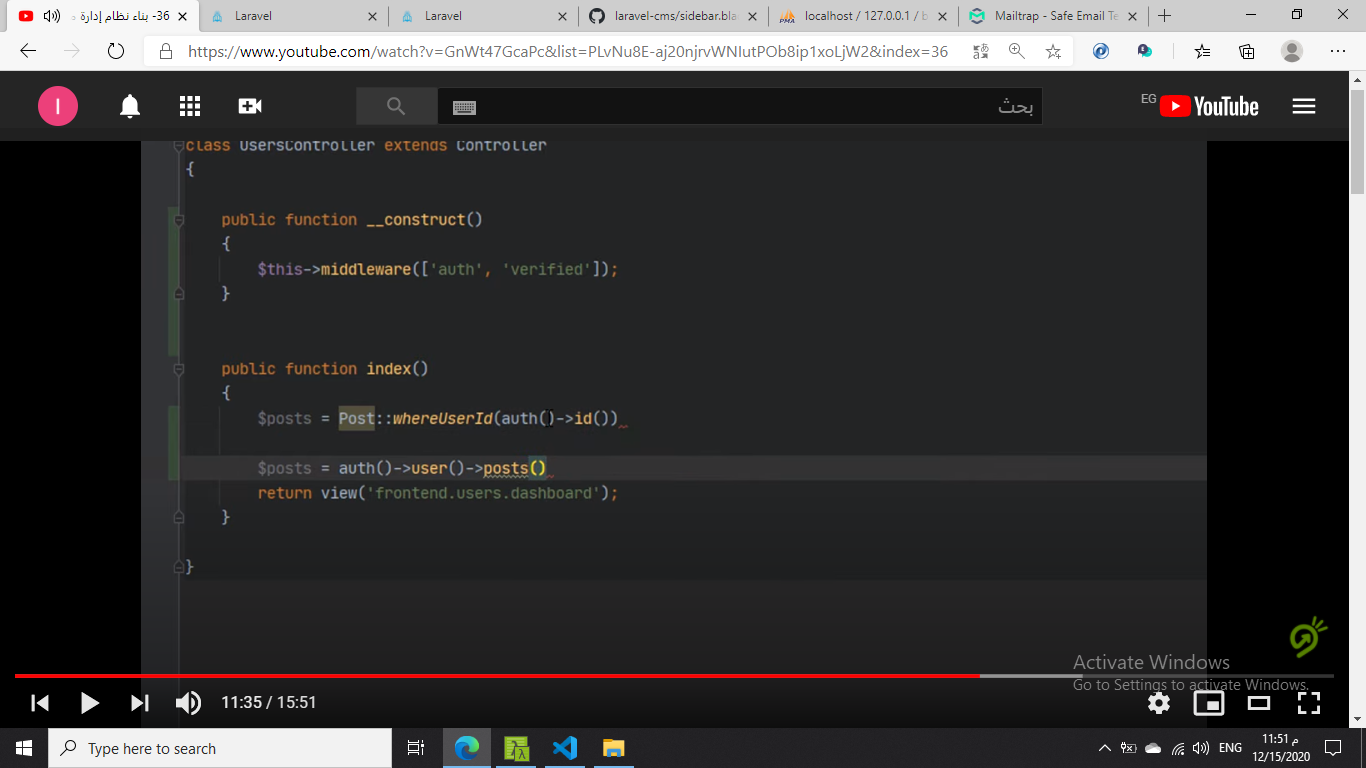 36- بناء نظام إدارة
Laravel
Laravel
laravel-cms/sidebar.bla
localhost / 127.0.0.1 / b
Mailtrap - Safe Email Te
https://www.youtube.com/watch?v=GnWt47GcaPc&list=PLvNu8E-aj20njrvWNIutPOb8ip1xoLjW2&index=36
I
بحث
EG
YouTube
class UsersController extends Controller
{
public function __construct()
{
$this->middleware(['auth', 'verified']);
}
public function index()
{
$posts = Post::whereUserId(auth()->id())
$posts = auth()->user()->posts()
return view('frontend.users.dashboard');
}
}
Activate Windows
Go to Settings to activate Windows.
11:35 / 15:51
Type here to search
ENG
11:51 م
12/15/2020